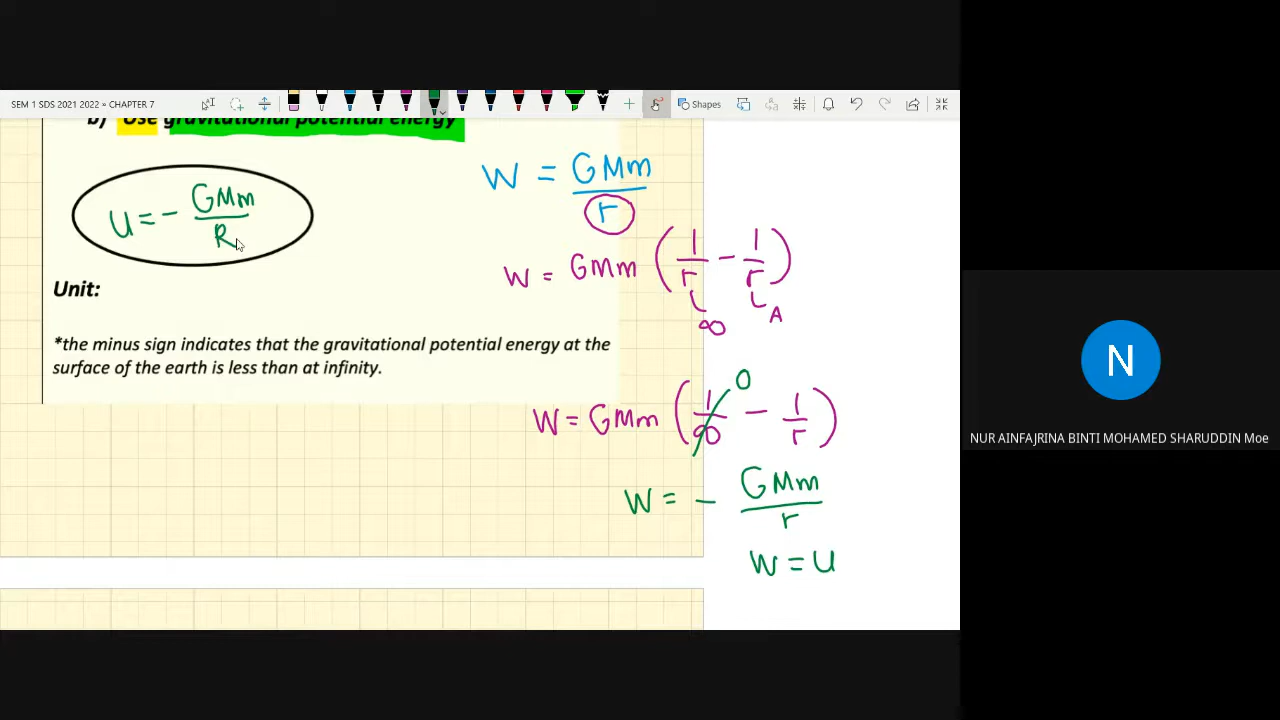 SEM 1 SDS 2021 2022 » CHAPTER 7
Shapes
b) Use gravitational potential energy
U = - GMm / R
Unit:
*the minus sign indicates that the gravitational potential energy at the
surface of the earth is less than at infinity.
W = GMm / r
W = GMm ( 1/r - 1/r )
∞ A
W = GMm ( 1/∞ - 1/r )
0
W = - GMm / r
W = U
N
NUR AINFAJRINA BINTI MOHAMED SHARUDDIN Moe